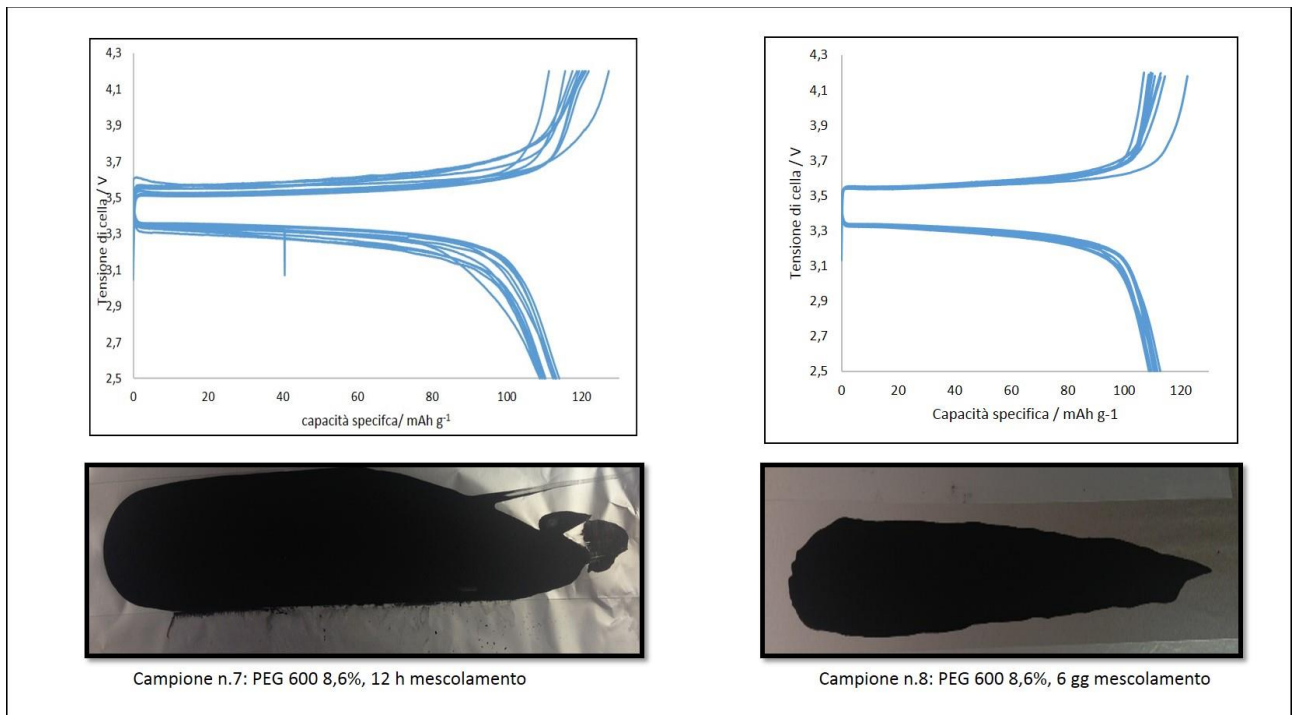 4,3
4,1
3,9
3,7
3,5
3,3
3,1
2,9
2,7
2,5
Tensione di cella / V
0 20 40 60 80 100 120
capacità specifca/ mAh g-1
4,3
4,1
3,9
3,7
3,5
3,3
3,1
2,9
2,7
2,5
Tensione di cella / V
0 20 40 60 80 100 120
Capacità specifica / mAh g-1
Campione n.7: PEG 600 8,6%, 12 h mescolamento
Campione n.8: PEG 600 8,6%, 6 gg mescolamento